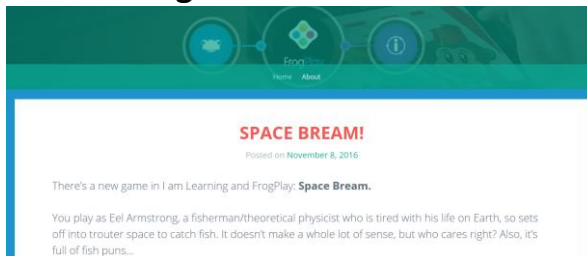 FrogPlay
Home About
SPACE BREAM!
Posted on November 8, 2016
There's a new game in I am Learning and FrogPlay: Space Bream.
You play as Eel Armstrong, a fisherman/theoretical physicist who is tired with his life on Earth, so sets
off into trouter space to catch fish. It doesn't make a whole lot of sense, but who cares right? Also, it's
full of fish puns...